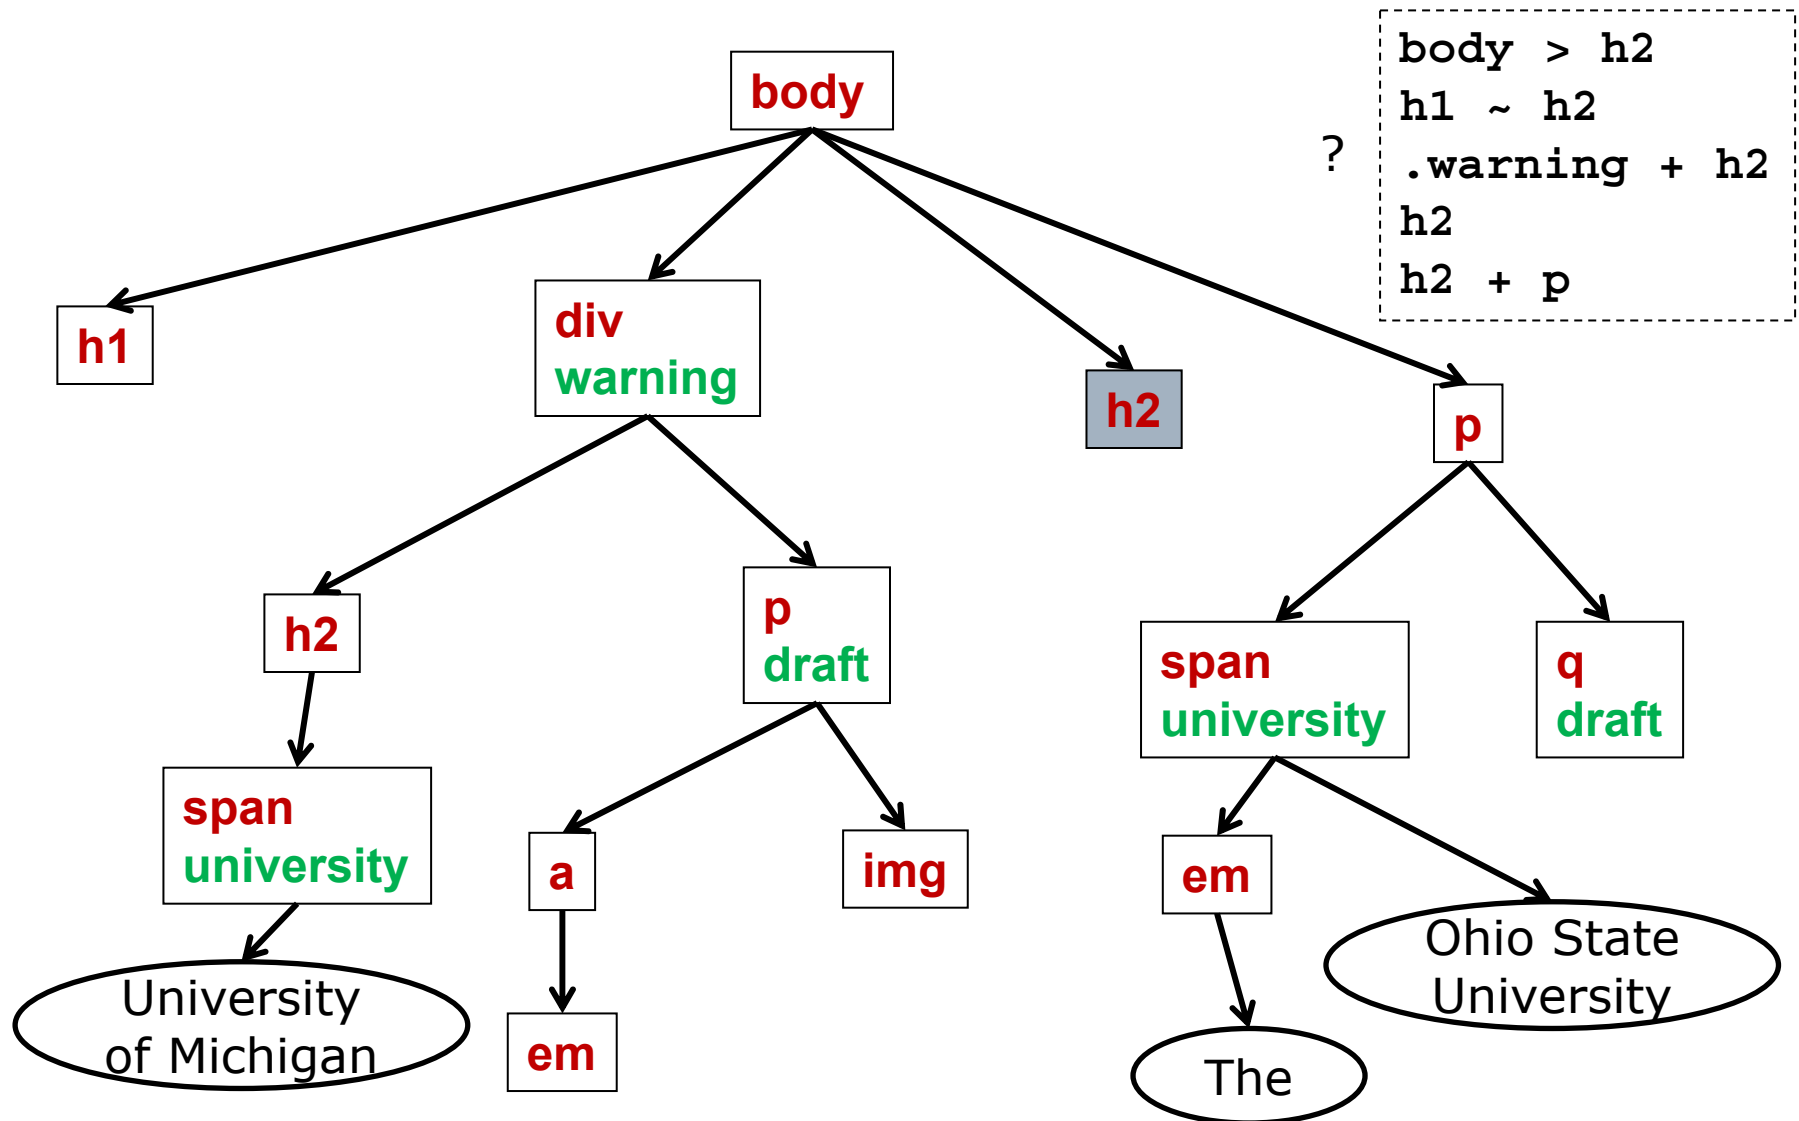 body > h2
h1 ~ h2
?
.warning + h2
h2
h2 + p
body
h1
div
warning
h2
p
h2
p
draft
span
university
q
draft
span
university
a
img
em
University
of Michigan
em
Ohio State
University
The